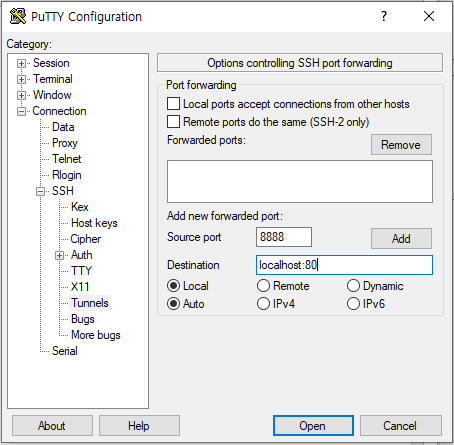 PuTTY Configuration
?
Category:
Session
Terminal
Window
Connection
Data
Proxy
Telnet
Rlogin
SSH
Kex
Host keys
Cipher
Auth
TTY
X11
Tunnels
Bugs
More bugs
Serial
Options controlling SSH port forwarding
Port forwarding
Local ports accept connections from other hosts
Remote ports do the same (SSH-2 only)
Forwarded ports:
Remove
Add new forwarded port:
Source port 8888 Add
Destination localhost:80
Local Remote Dynamic
Auto IPv4 IPv6
About Help Open Cancel